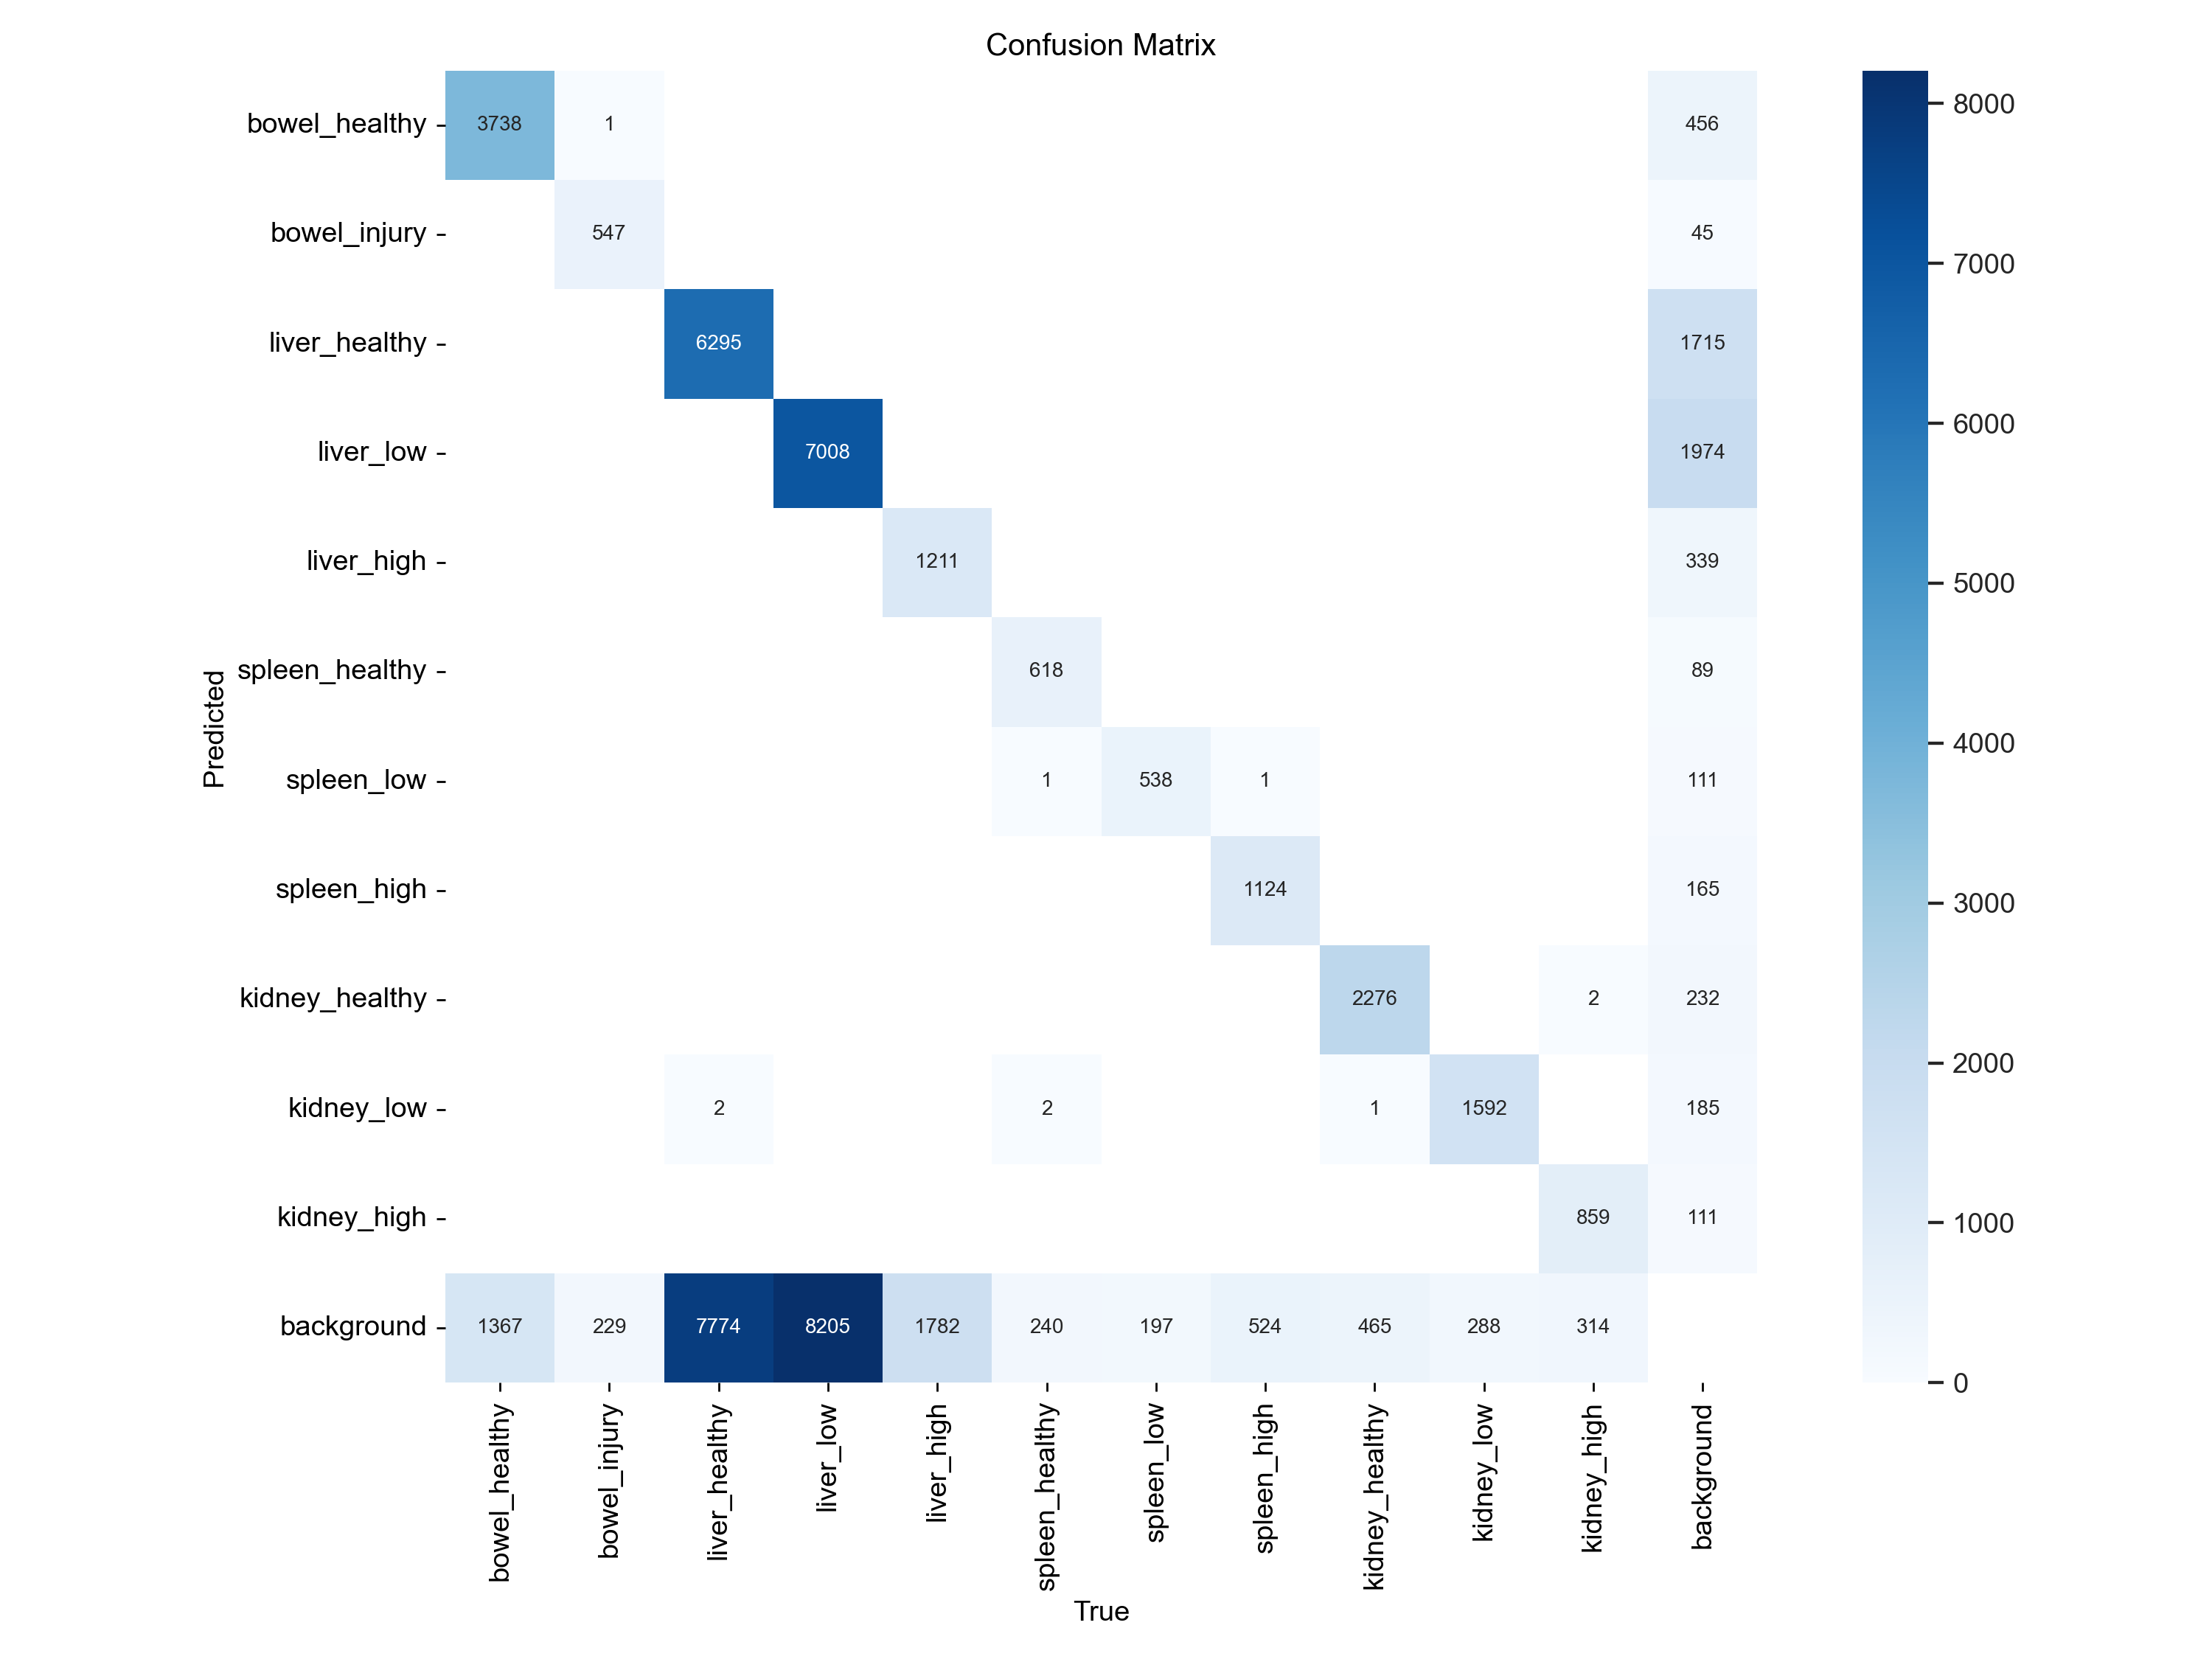 Confusion Matrix
bowel_healthy 3738 1 456 8000
bowel_injury 547 45 7000
liver_healthy 6295 1715 6000
liver_low 7008 1974
liver_high 1211 339 5000
spleen_healthy 618 89 4000
spleen_low 1 538 1 111
spleen_high 1124 165 3000
kidney_healthy 2276 2 232 2000
kidney_low 2 2 1 1592 185
kidney_high 859 111 1000
background 1367 229 7774 8205 1782 240 197 524 465 288 314 0
Predicted
bowel_healthy
bowel_injury
liver_healthy
liver_low
liver_high
spleen_healthy
spleen_low
spleen_high
kidney_healthy
kidney_low
kidney_high
background
True